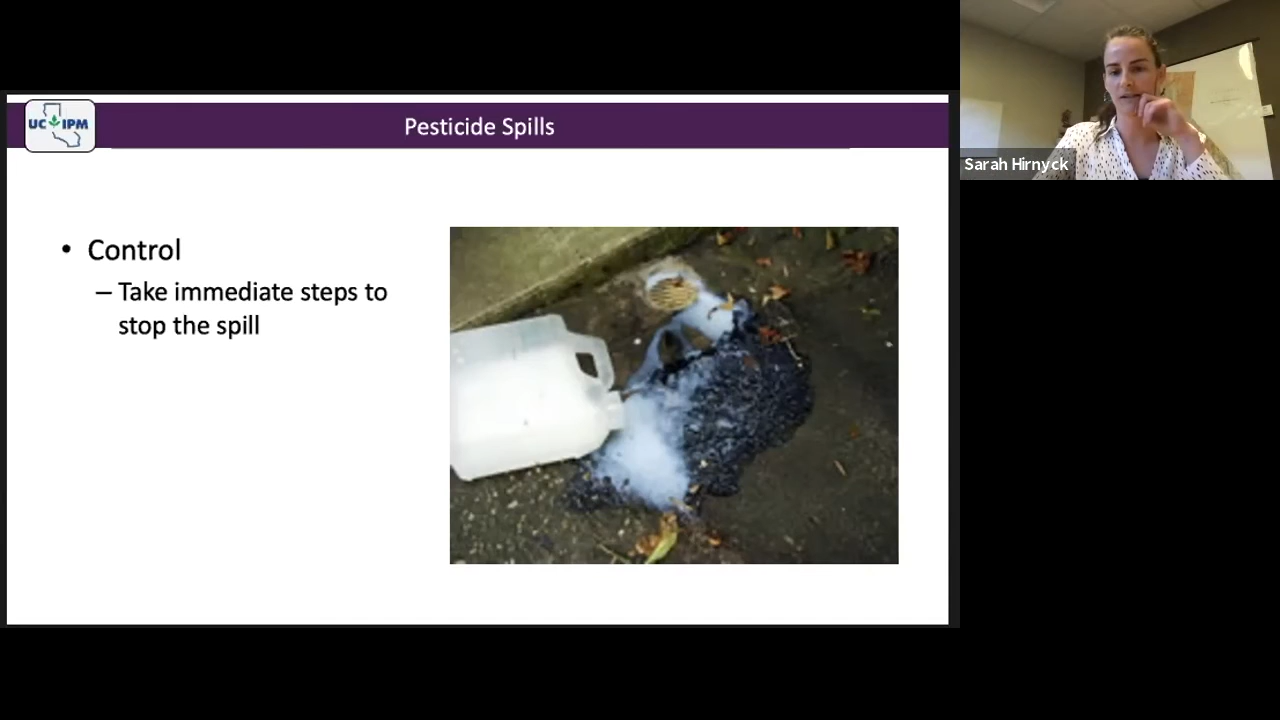 UC IPM
Pesticide Spills
• Control
– Take immediate steps to
stop the spill
Sarah Hirnyck